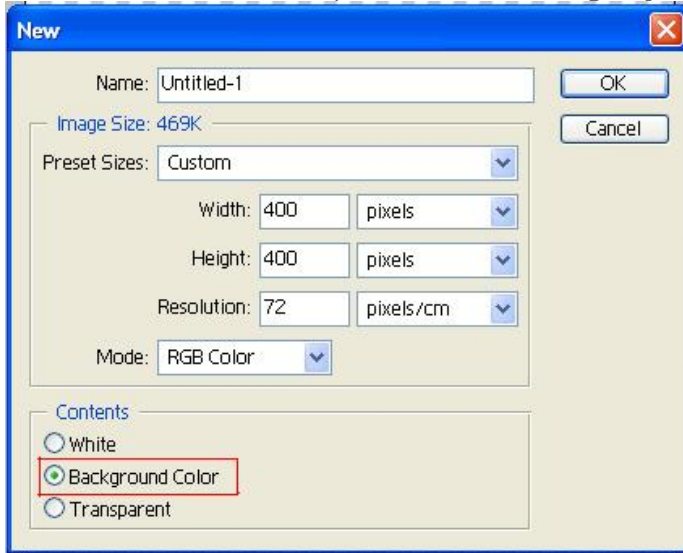 New
Name: Untitled-1
OK
Image Size: 469K
Cancel
Preset Sizes: Custom
Width: 400 pixels
Height: 400 pixels
Resolution: 72 pixels/cm
Mode: RGB Color
Contents
White
Background Color
Transparent